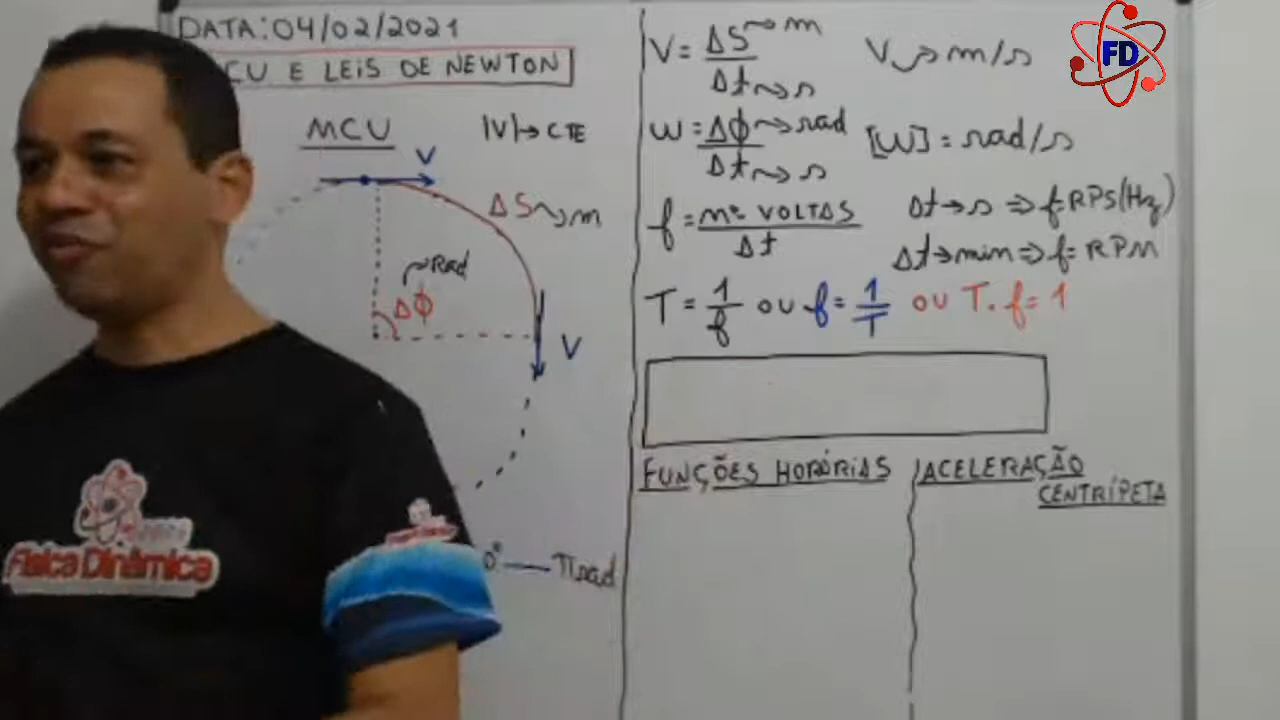 DATA: 04/02/2021
CU E LEIS DE NEWTON
MCU |V|→CTE
V
ΔS~m
~Rad
Δϕ
V
0° — πrad
V = ΔS~m / Δt~s V~m/s
W = Δϕ~rad / Δt~s [W] = rad/s
f = Nº VOLTAS / Δt Δt→s ⇒ f=RPS(Hz)
Δt→min ⇒ f= RPM
T = 1/f OU f = 1/T OU T. f = 1
FUNÇÕES HORÁRIAS
ACELERAÇÃO
CENTRÍPETA
FD
Física Dinâmica